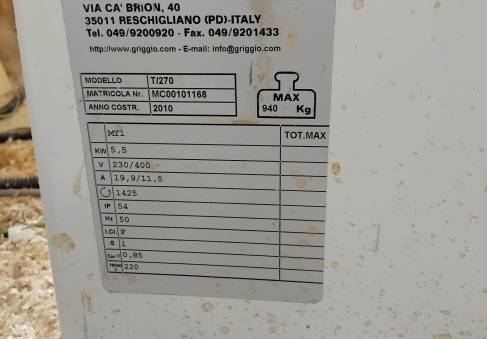 VIA CA' BRION, 40
35011 RESCHIGLIANO (PD)-ITALY
Tel. 049/9200920 - Fax. 049/9201433
http://www.griggio.com - E-mail: info@griggio.com
MODELLO T/270
MATRICOLA Nr. MC00101168
ANNO COSTR. 2010
MAX
940 Kg
MY1 TOT.MAX
KW 5,5
V 230/400
A 19,9/11,5
1425
IP 54
Hz 50
I.CI. F
S 1
0,85
220